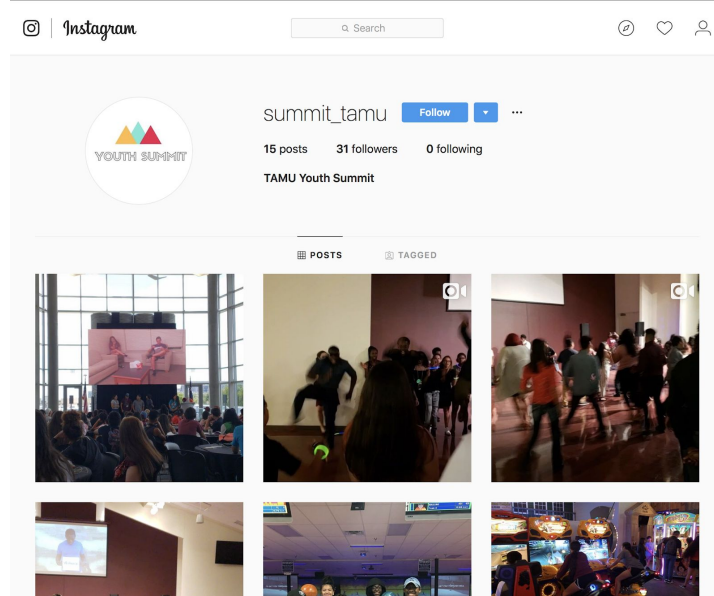 Instagram
Search
summit_tamu Follow
YOUTH SUMMIT
15 posts 31 followers 0 following
TAMU Youth Summit
POSTS TAGGED